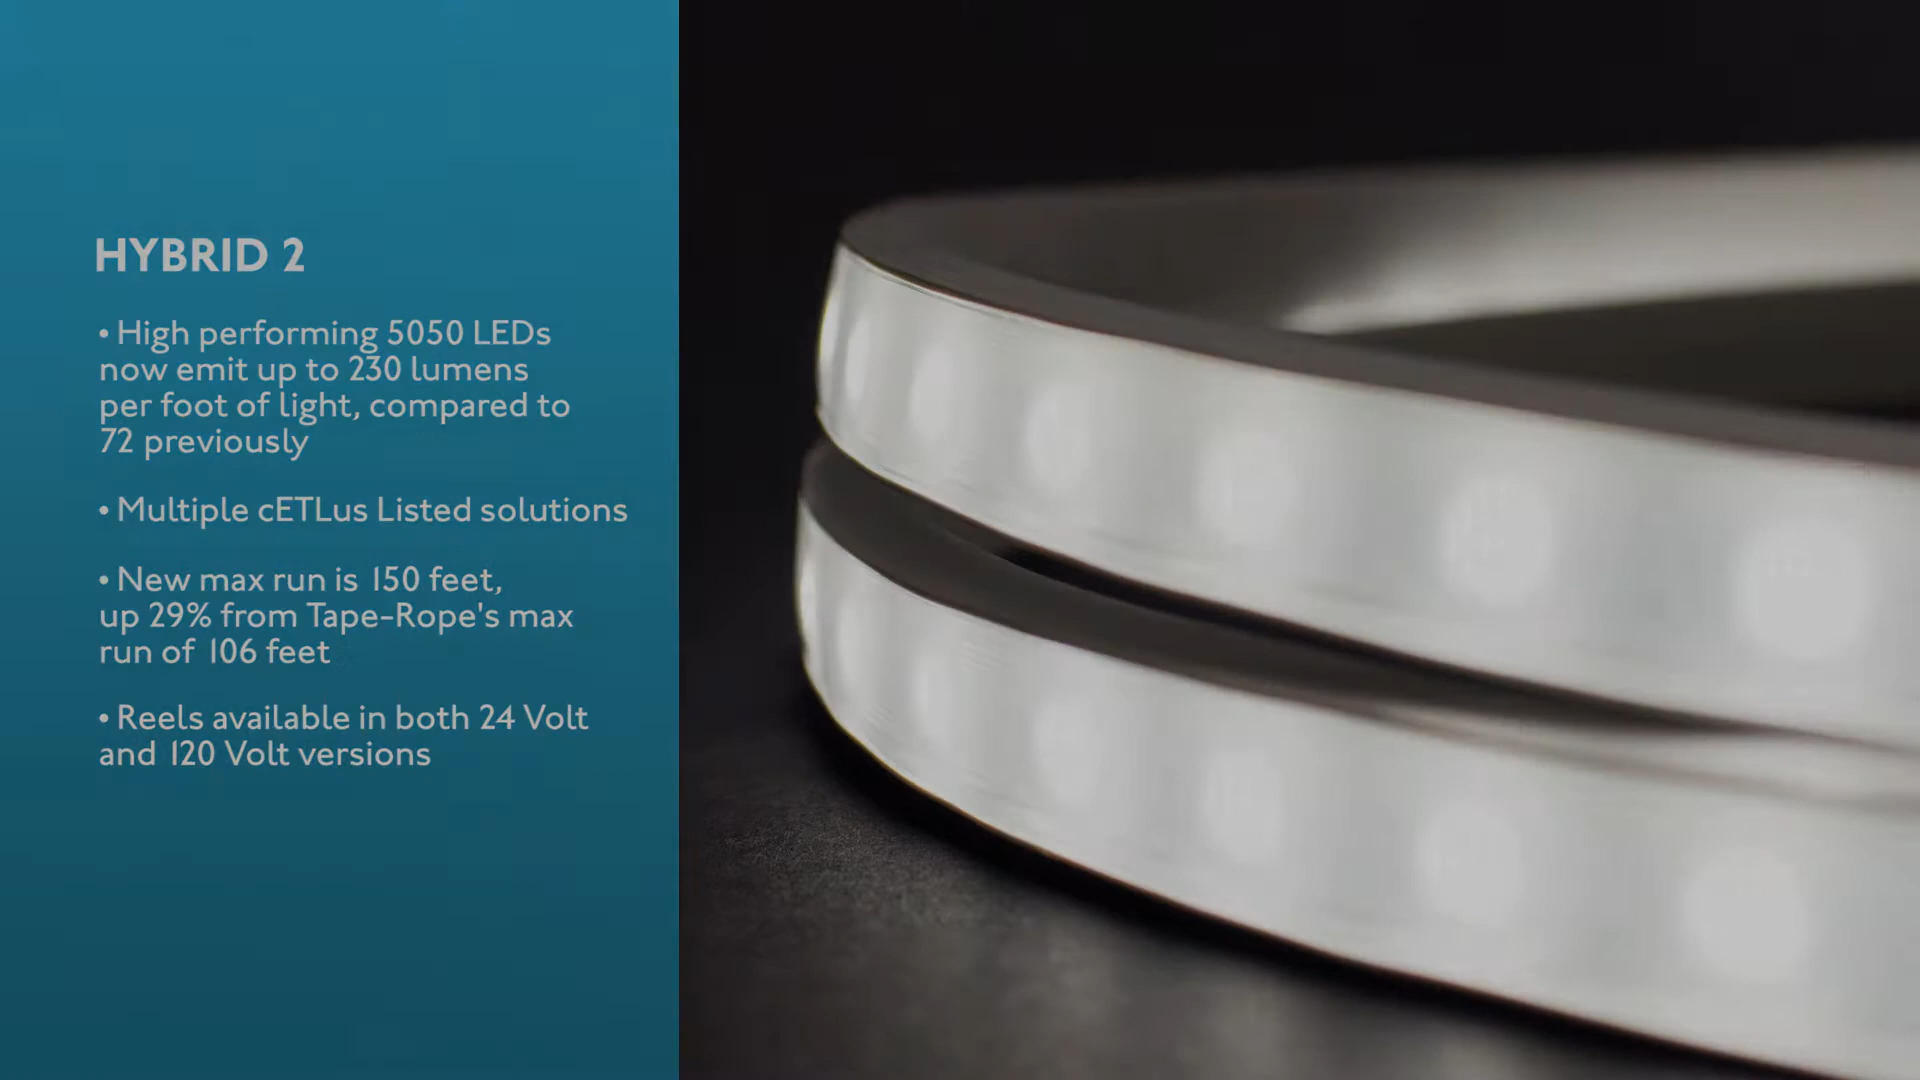 HYBRID 2
• High performing 5050 LEDs
now emit up to 230 lumens
per foot of light, compared to
72 previously
• Multiple cETLus Listed solutions
• New max run is 150 feet,
up 29% from Tape-Rope's max
run of 106 feet
• Reels available in both 24 Volt
and 120 Volt versions